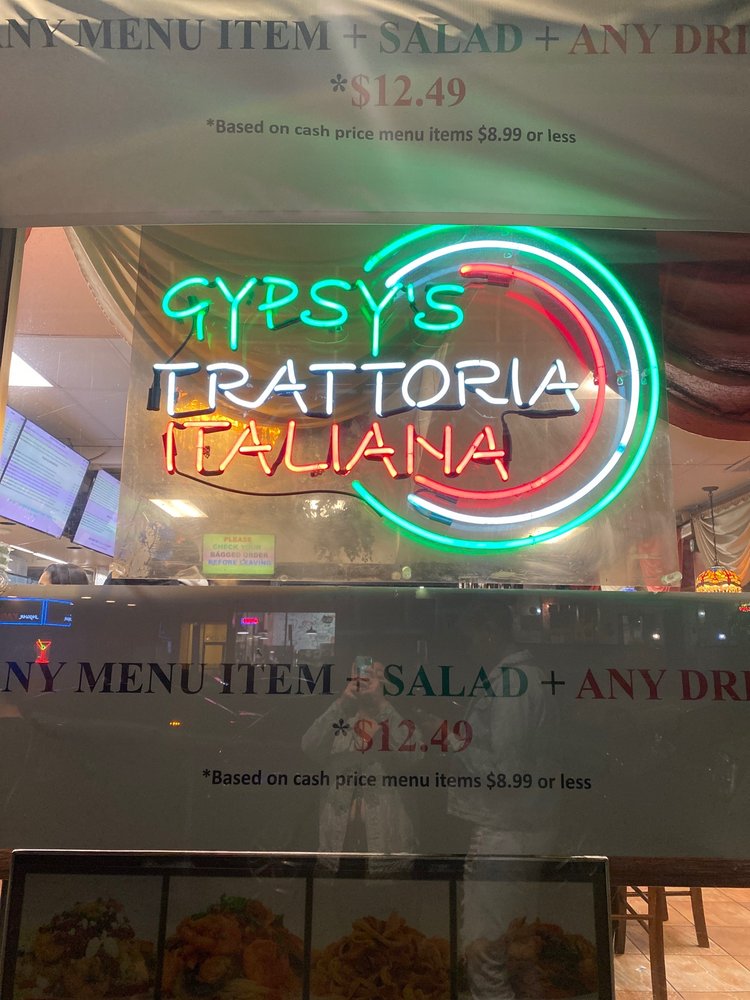 NY MENU ITEM + SALAD + ANY DRI
*$12.49
*Based on cash price menu items $8.99 or less
GYPSY'S
TRATTORIA
ITALIANA
PLEASE
CHECK YOUR
BAGGED ORDER
BEFORE LEAVING
NY MENU ITEM + SALAD + ANY DRI
*$12.49
*Based on cash price menu items $8.99 or less